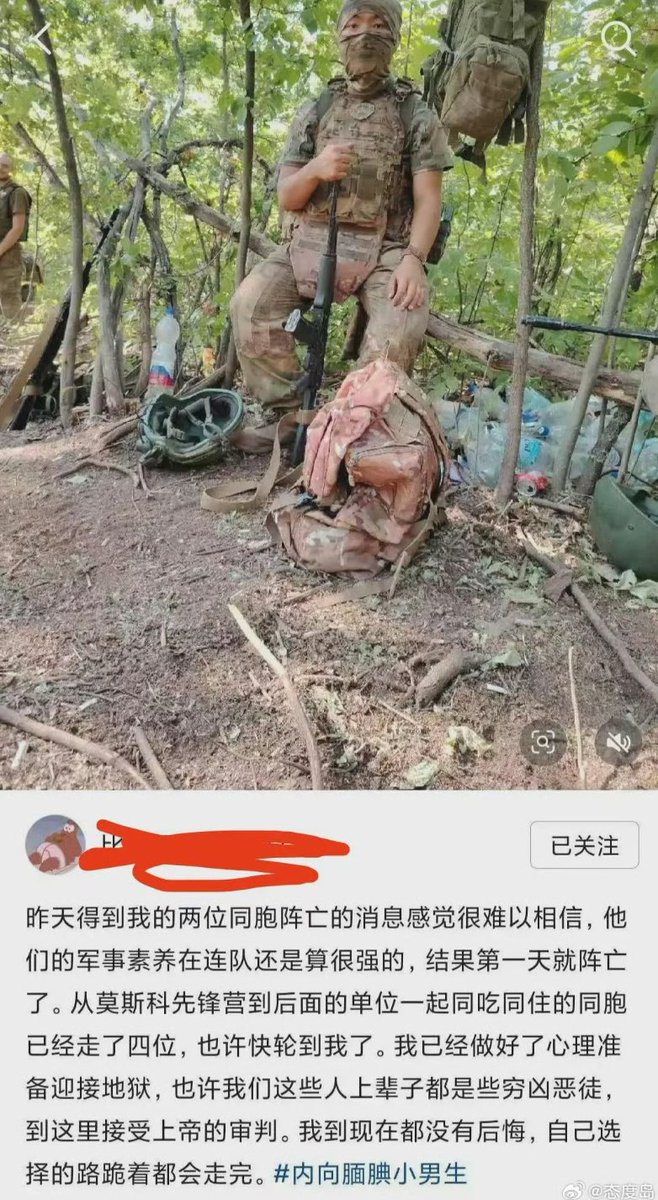 已关注
昨天得到我的两位同胞阵亡的消息感觉很难以相信，他
们的军事素养在连队还是算很强的，结果第一天就阵亡
了。从莫斯科先锋营到后面的单位一起同吃同住的同胞
已经走了四位，也许快轮到我了。我已经做好了心理准
备迎接地狱，也许我们这些人上辈子都是些穷凶恶徒，
到这里接受上帝的审判。我到现在都没有后悔，自己选
择的路跪着都会走完。#内向腼腆小男生
@态度岛